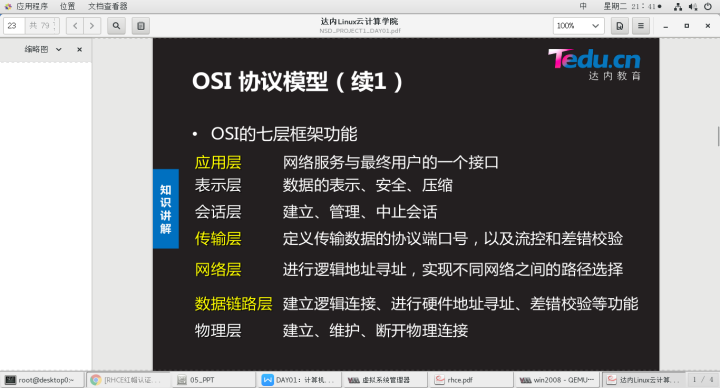 应用程序 位置 文档查看器 中 星期二 21：41
23 共 79 达内Linux云计算学院 100%
NSD_PROJECT1_DAY01.pdf
缩略图
Tedu.cn
达内教育
OSI 协议模型（续1）
• OSI的七层框架功能
应用层 网络服务与最终用户的一个接口
表示层 数据的表示、安全、压缩
会话层 建立、管理、中止会话
传输层 定义传输数据的协议端口号，以及流控和差错校验
网络层 进行逻辑地址寻址，实现不同网络之间的路径选择
数据链路层 建立逻辑连接、进行硬件地址寻址、差错校验等功能
物理层 建立、维护、断开物理连接
知识讲解
root@desktop0:~ [RHCE红帽认证... 05_PPT DAY01：计算机... 虚拟系统管理器 rhce.pdf win2008 - QEMU... 达内Linux云计算... 1 / 4